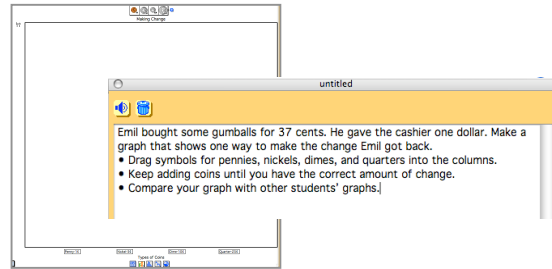 Making Change
untitled
Emil bought some gumballs for 37 cents. He gave the cashier one dollar. Make a
graph that shows one way to make the change Emil got back.
• Drag symbols for pennies, nickels, dimes, and quarters into the columns.
• Keep adding coins until you have the correct amount of change.
• Compare your graph with other students’ graphs.
Types of Coins